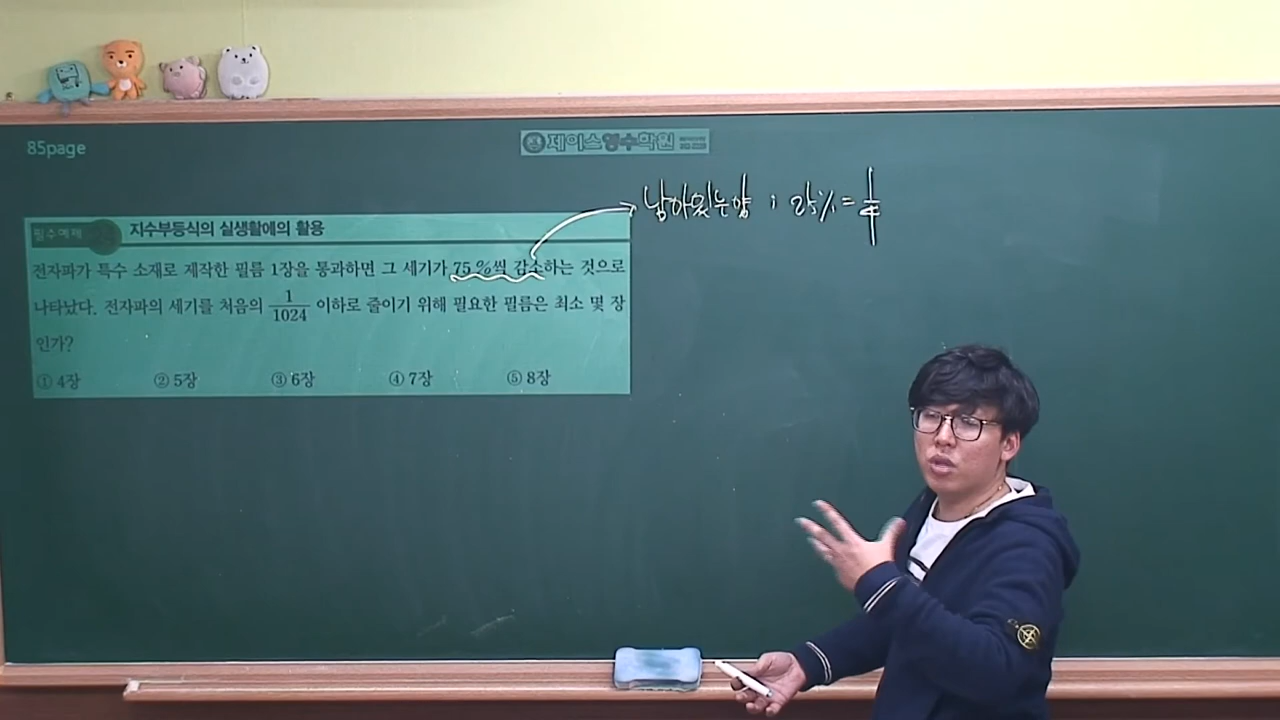 85page
제이스영수학원
남아있는양 ; 25% = 1/4
필수예제
지수부등식의 실생활에의 활용
전자파가 특수 소재로 제작한 필름 1장을 통과하면 그 세기가 75 %씩 감소하는 것으로
나타났다. 전자파의 세기를 처음의 1/1024 이하로 줄이기 위해 필요한 필름은 최소 몇 장
인가?
① 4장 ② 5장 ③ 6장 ④ 7장 ⑤ 8장